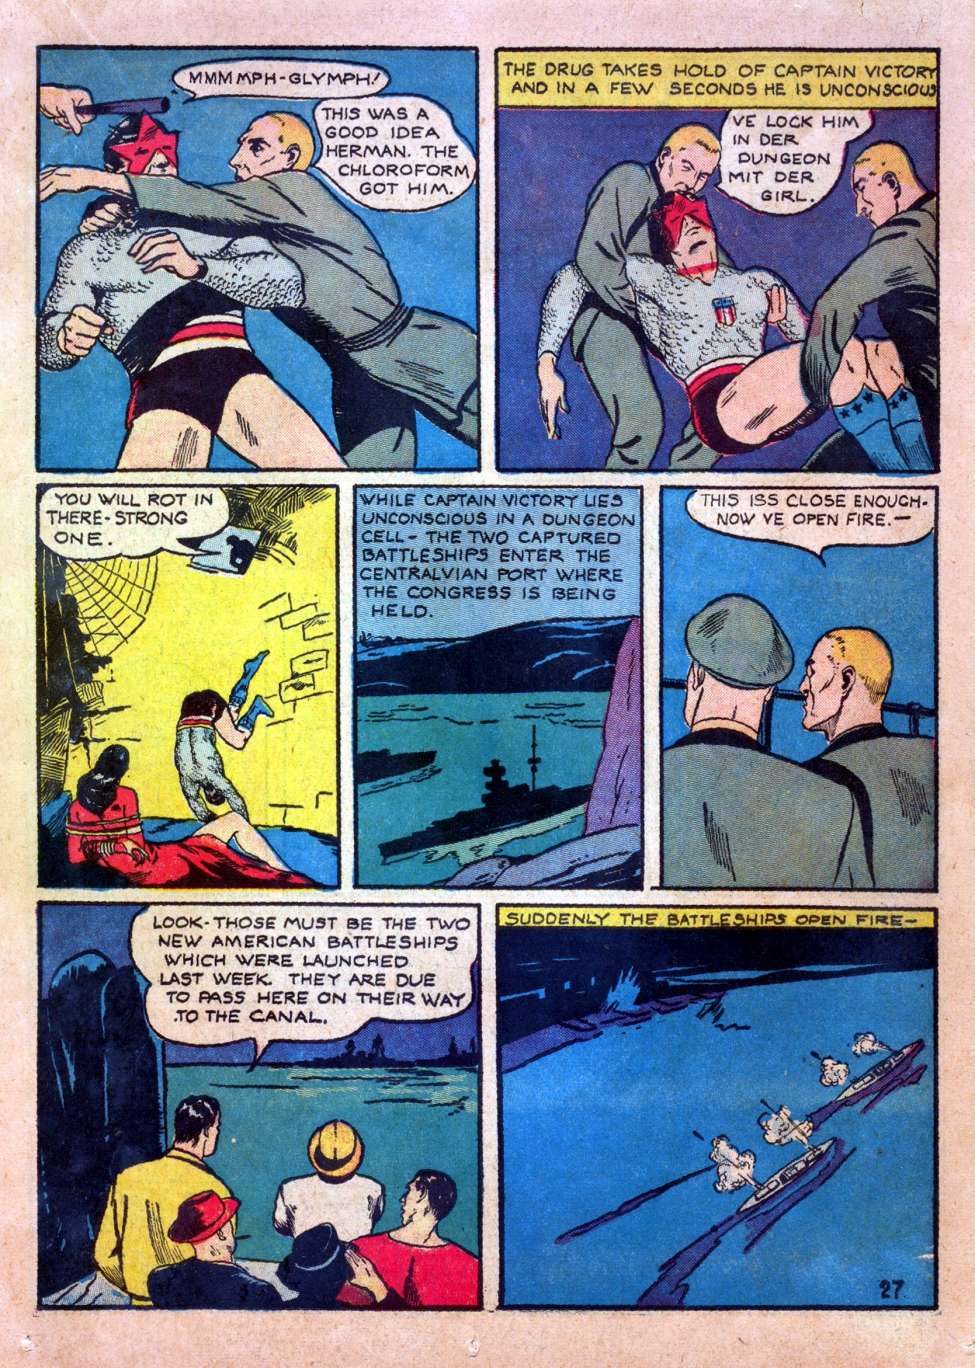 MMMMPH-GLYMPH!
THIS WAS A
GOOD IDEA
HERMAN. THE
CHLOROFORM
GOT HIM.
THE DRUG TAKES HOLD OF CAPTAIN VICTORY
AND IN A FEW SECONDS HE IS UNCONSCIOUS
VE LOCK HIM
IN DER
DUNGEON
MIT DER
GIRL.
YOU WILL ROT IN
THERE-STRONG
ONE.
WHILE CAPTAIN VICTORY LIES
UNCONSCIOUS IN A DUNGEON
CELL- THE TWO CAPTURED
BATTLESHIPS ENTER THE
CENTRALVIAN PORT WHERE
THE CONGRESS IS BEING
HELD.
THIS ISS CLOSE ENOUGH-
NOW VE OPEN FIRE.-
LOOK-THOSE MUST BE THE TWO
NEW AMERICAN BATTLESHIPS
WHICH WERE LAUNCHED
LAST WEEK. THEY ARE DUE
TO PASS HERE ON THEIR WAY
TO THE CANAL.
SUDDENLY THE BATTLESHIPS OPEN FIRE-
27